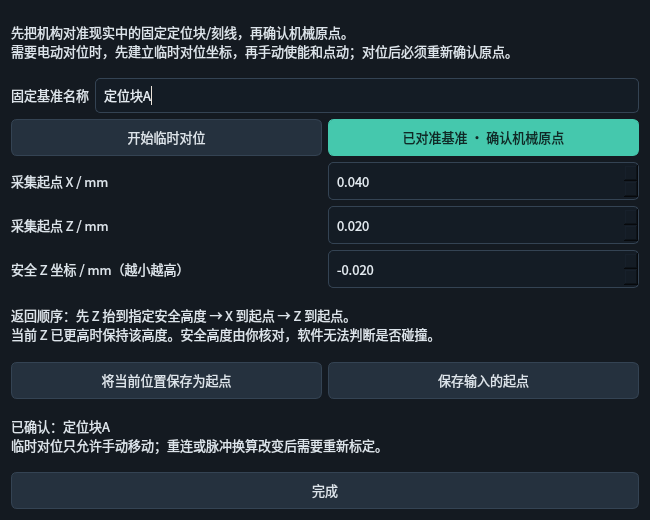 先把机构对准现实中的固定定位块/刻线，再确认机械原点。
需要电动对位时，先建立临时对位坐标，再手动使能和点动；对位后必须重新确认原点。
固定基准名称 定位块A
开始临时对位 已对准基准 · 确认机械原点
采集起点 X / mm 0.040
采集起点 Z / mm 0.020
安全 Z 坐标 / mm（越小越高） -0.020
返回顺序：先 Z 抬到指定安全高度 → X 到起点 → Z 到起点。
当前 Z 已更高时保持该高度。安全高度由你核对，软件无法判断是否碰撞。
将当前位置保存为起点 保存输入的起点
已确认：定位块A
临时对位只允许手动移动；重连或脉冲换算改变后需要重新标定。
完成